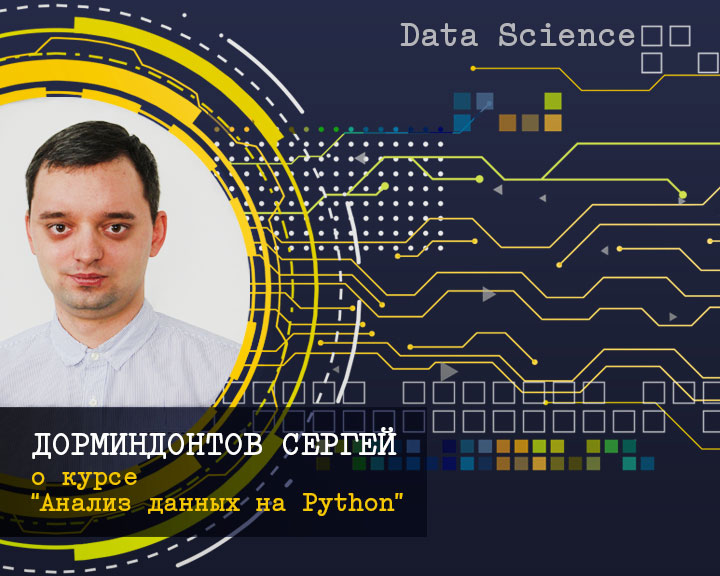 Data Science
ДОРМИНДОНТОВ СЕРГЕЙ
о курсе
“Анализ данных на Python”